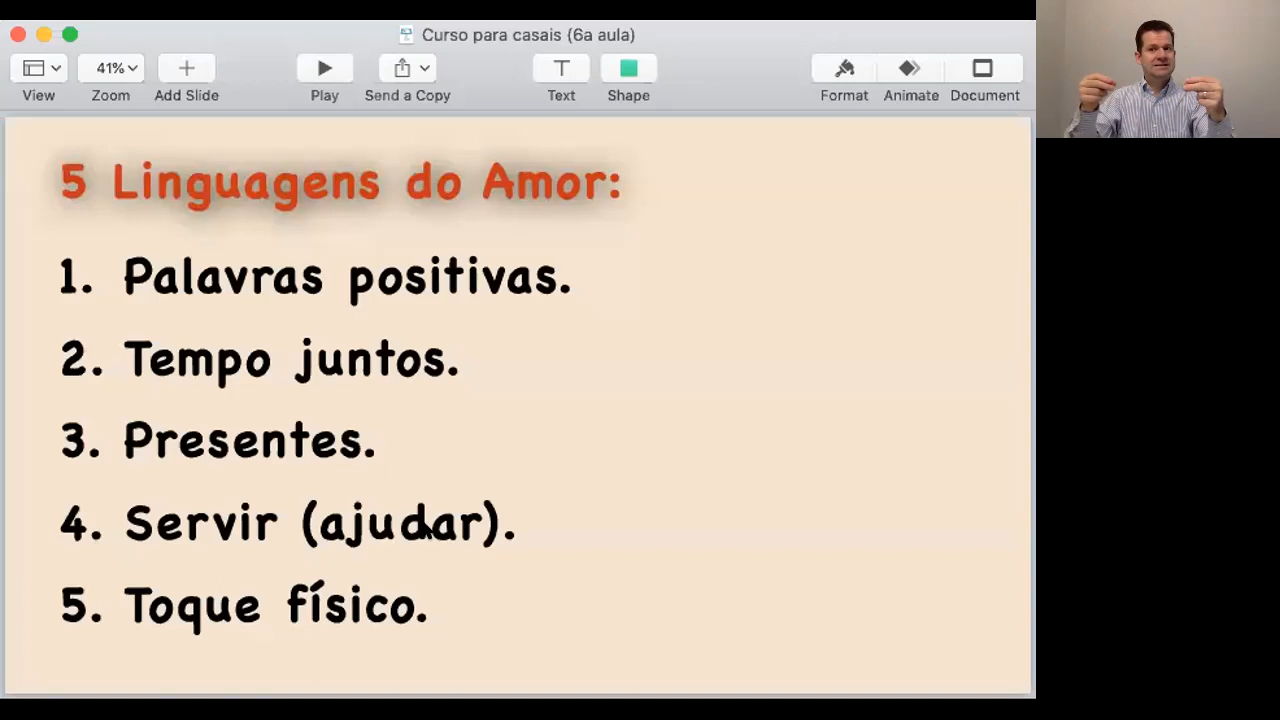 Curso para casais (6a aula)
41%
View
Zoom
Add Slide
Play
Send a Copy
Text
Shape
Format
Animate
Document
5 Linguagens do Amor:
1. Palavras positivas.
2. Tempo juntos.
3. Presentes.
4. Servir (ajudar).
5. Toque físico.